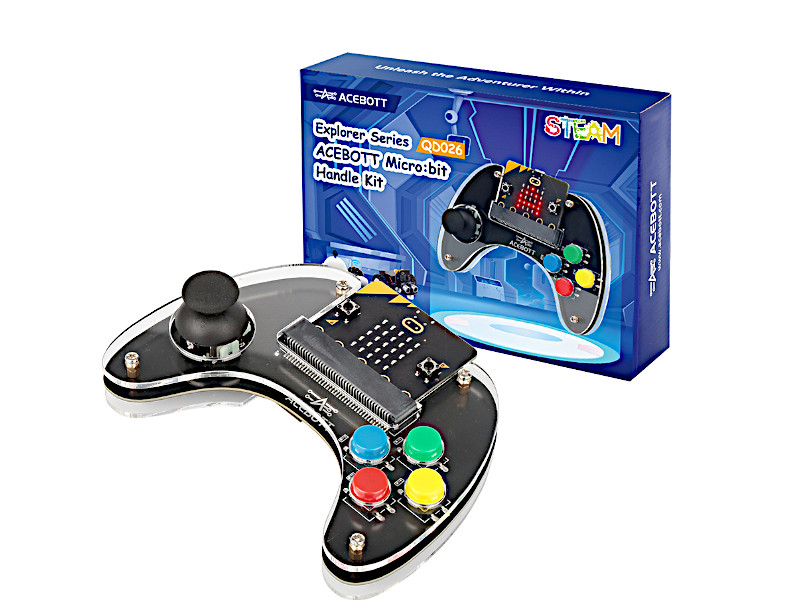 Unleash the Adventurer Within
ACEBOTT
STEAM
Explorer Series QD026
ACEBOTT Micro:bit
Handle Kit
ACEBOTT
ACEBOTT
www.acebott.com
ACEBOTT